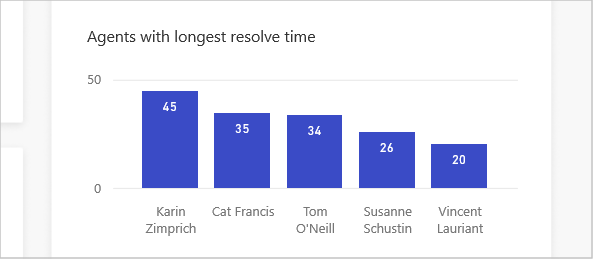 Agents with longest resolve time
50
45
35
34
26
20
0
Karin
Zimprich
Cat Francis
Tom
O'Neill
Susanne
Schustin
Vincent
Lauriant